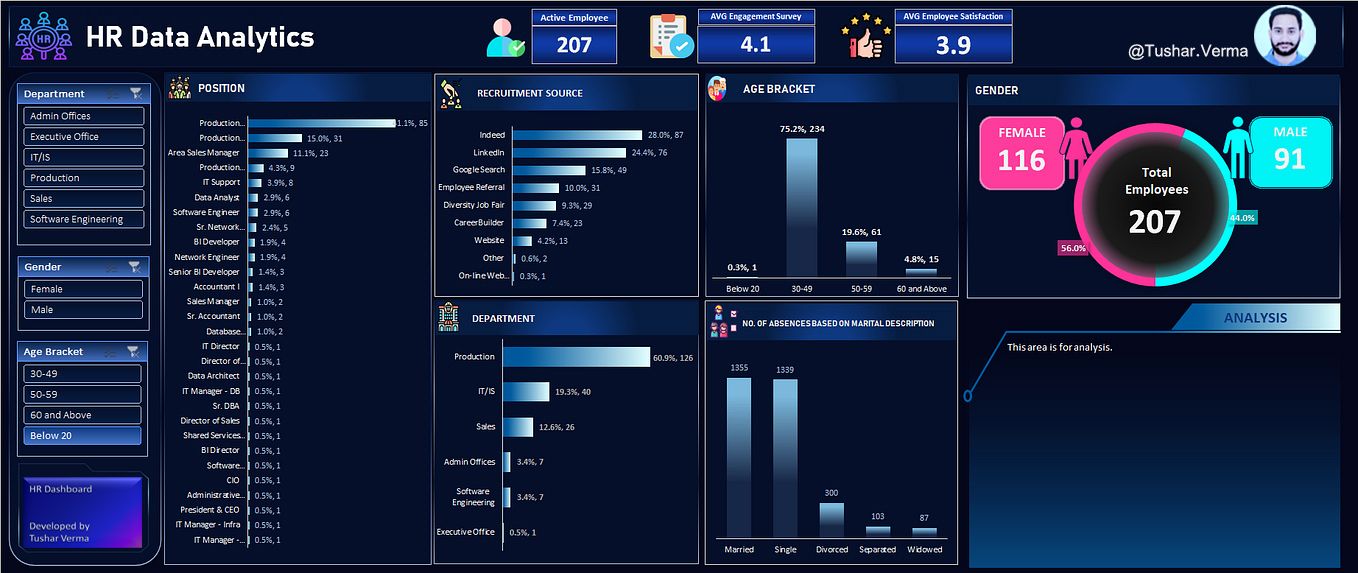 HR
HR Data Analytics
Active Employee
207
AVG Engagement Survey
4.1
AVG Employee Satisfaction
3.9
@Tushar.Verma
Department
Admin Offices
Executive Office
IT/IS
Production
Sales
Software Engineering
Gender
Female
Male
Age Bracket
30-49
50-59
60 and Above
Below 20
HR Dashboard
Developed by
Tushar Verma
POSITION
Production... 41.1%, 85
Production... 15.0%, 31
Area Sales Manager 11.1%, 23
Production... 4.3%, 9
IT Support 3.9%, 8
Data Analyst 2.9%, 6
Software Engineer 2.9%, 6
Sr. Network... 2.4%, 5
BI Developer 1.9%, 4
Network Engineer 1.9%, 4
Senior BI Developer 1.4%, 3
Accountant I 1.4%, 3
Sales Manager 1.0%, 2
Sr. Accountant 1.0%, 2
Database... 1.0%, 2
IT Director 0.5%, 1
Director of... 0.5%, 1
Data Architect 0.5%, 1
IT Manager - DB 0.5%, 1
Sr. DBA 0.5%, 1
Director of Sales 0.5%, 1
Shared Services... 0.5%, 1
BI Director 0.5%, 1
Software... 0.5%, 1
CIO 0.5%, 1
Administrative... 0.5%, 1
President & CEO 0.5%, 1
IT Manager - Infra 0.5%, 1
IT Manager -... 0.5%, 1
RECRUITMENT SOURCE
Indeed 28.0%, 87
LinkedIn 24.4%, 76
Google Search 15.8%, 49
Employee Referral 10.0%, 31
Diversity Job Fair 9.3%, 29
CareerBuilder 7.4%, 23
Website 4.2%, 13
Other 0.6%, 2
On-line Web... 0.3%, 1
DEPARTMENT
Production 60.9%, 126
IT/IS 19.3%, 40
Sales 12.6%, 26
Admin Offices 3.4%, 7
Software
Engineering 3.4%, 7
Executive Office 0.5%, 1
AGE BRACKET
75.2%, 234
19.6%, 61
4.8%, 15
0.3%, 1
Below 20 30-49 50-59 60 and Above
NO. OF ABSENCES BASED ON MARITAL DESCRIPTION
1355 1339
300
103 87
Married Single Divorced Separated Widowed
GENDER
FEMALE
116
MALE
91
Total
Employees
207
44.0%
56.0%
ANALYSIS
This area is for analysis.